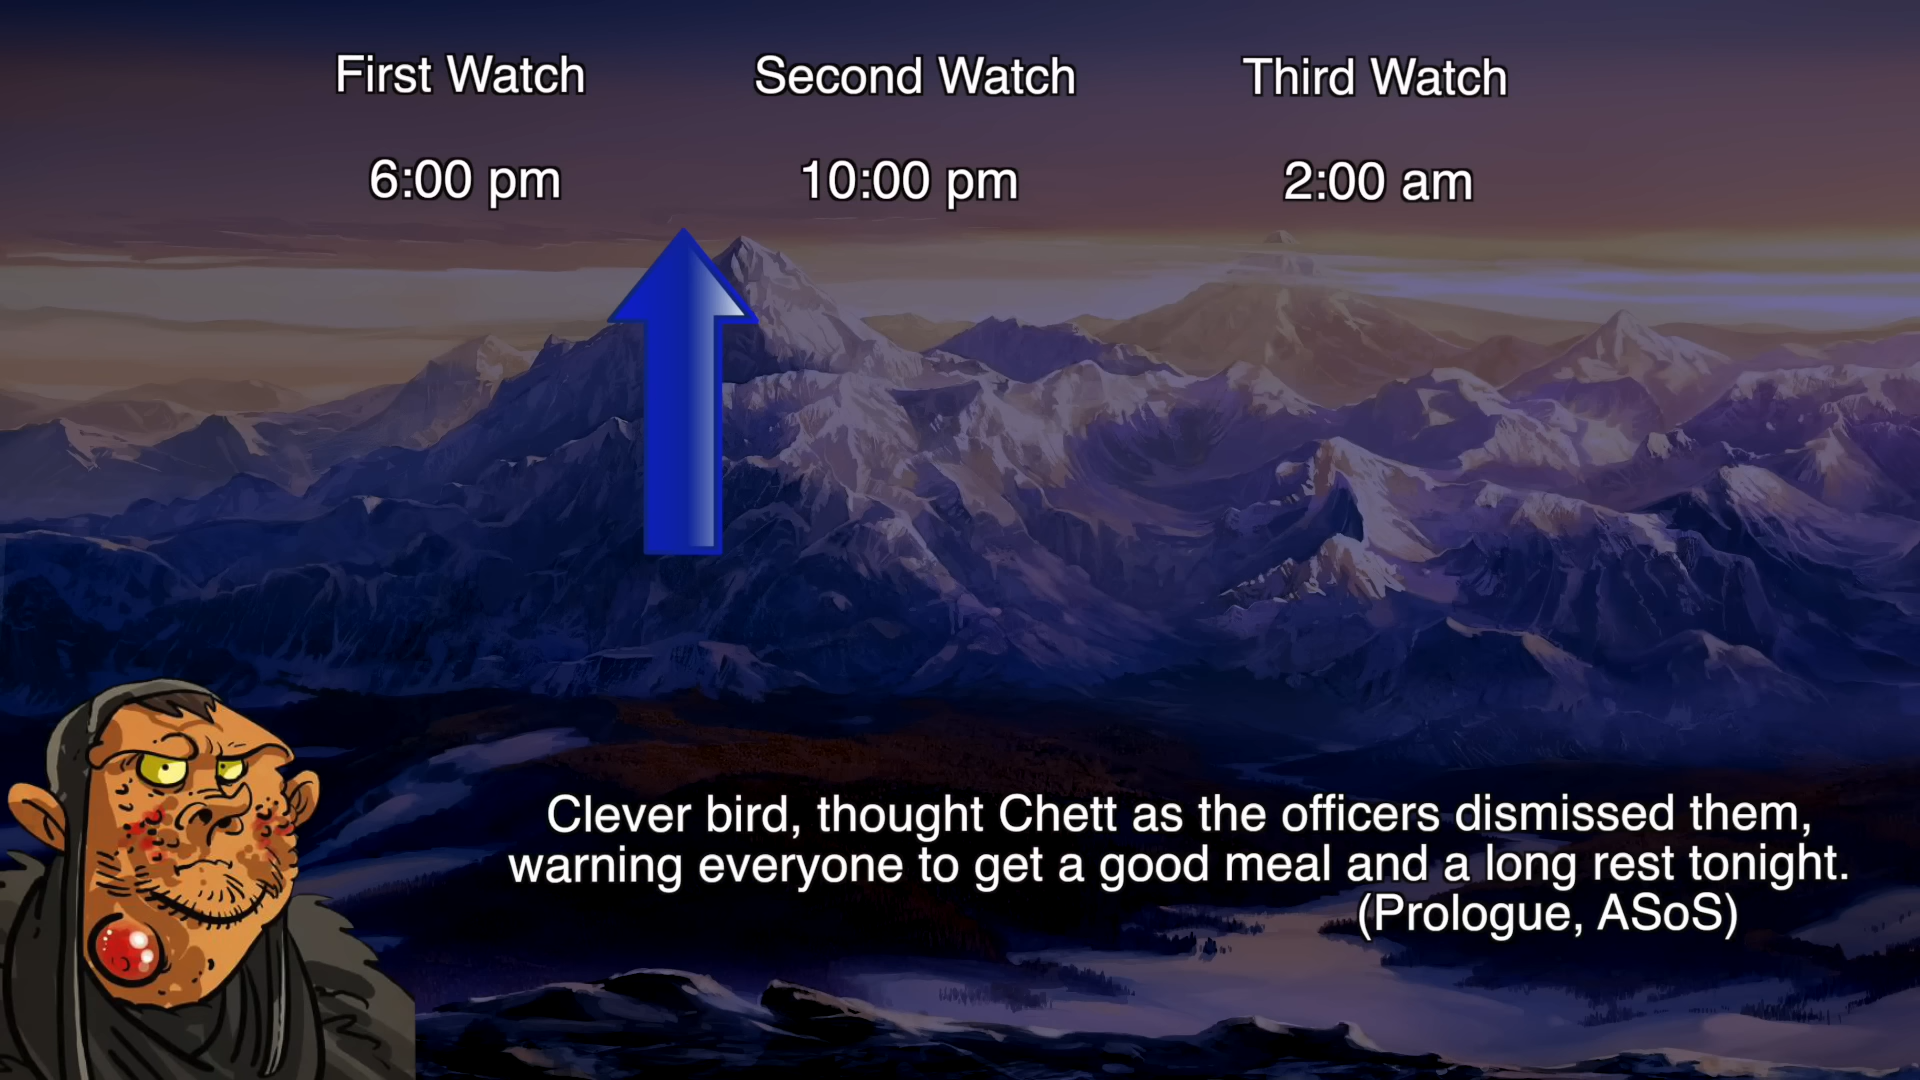 First Watch Second Watch Third Watch
6:00 pm 10:00 pm 2:00 am
Clever bird, thought Chett as the officers dismissed them,
warning everyone to get a good meal and a long rest tonight.
(Prologue, ASoS)